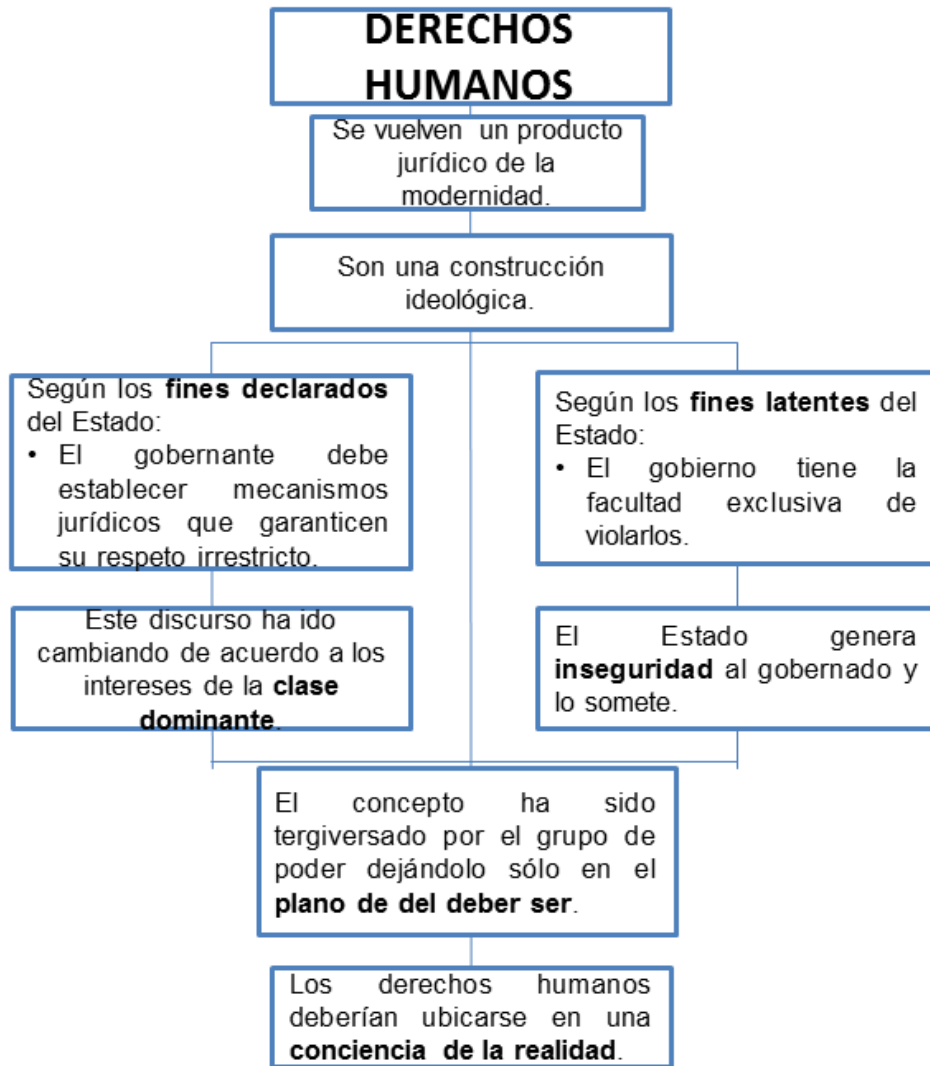 DERECHOS
HUMANOS
Se vuelven un producto
jurídico de la
modernidad.
Son una construcción
ideológica.
Según los fines declarados
del Estado:
• El gobernante debe
establecer mecanismos
jurídicos que garanticen
su respeto irrestricto.
Este discurso ha ido
cambiando de acuerdo a los
intereses de la clase
dominante.
Según los fines latentes del
Estado:
• El gobierno tiene la
facultad exclusiva de
violarlos.
El Estado genera
inseguridad al gobernado y
lo somete.
El concepto ha sido
tergiversado por el grupo de
poder dejándolo sólo en el
plano de del deber ser.
Los derechos humanos
deberían ubicarse en una
conciencia de la realidad.